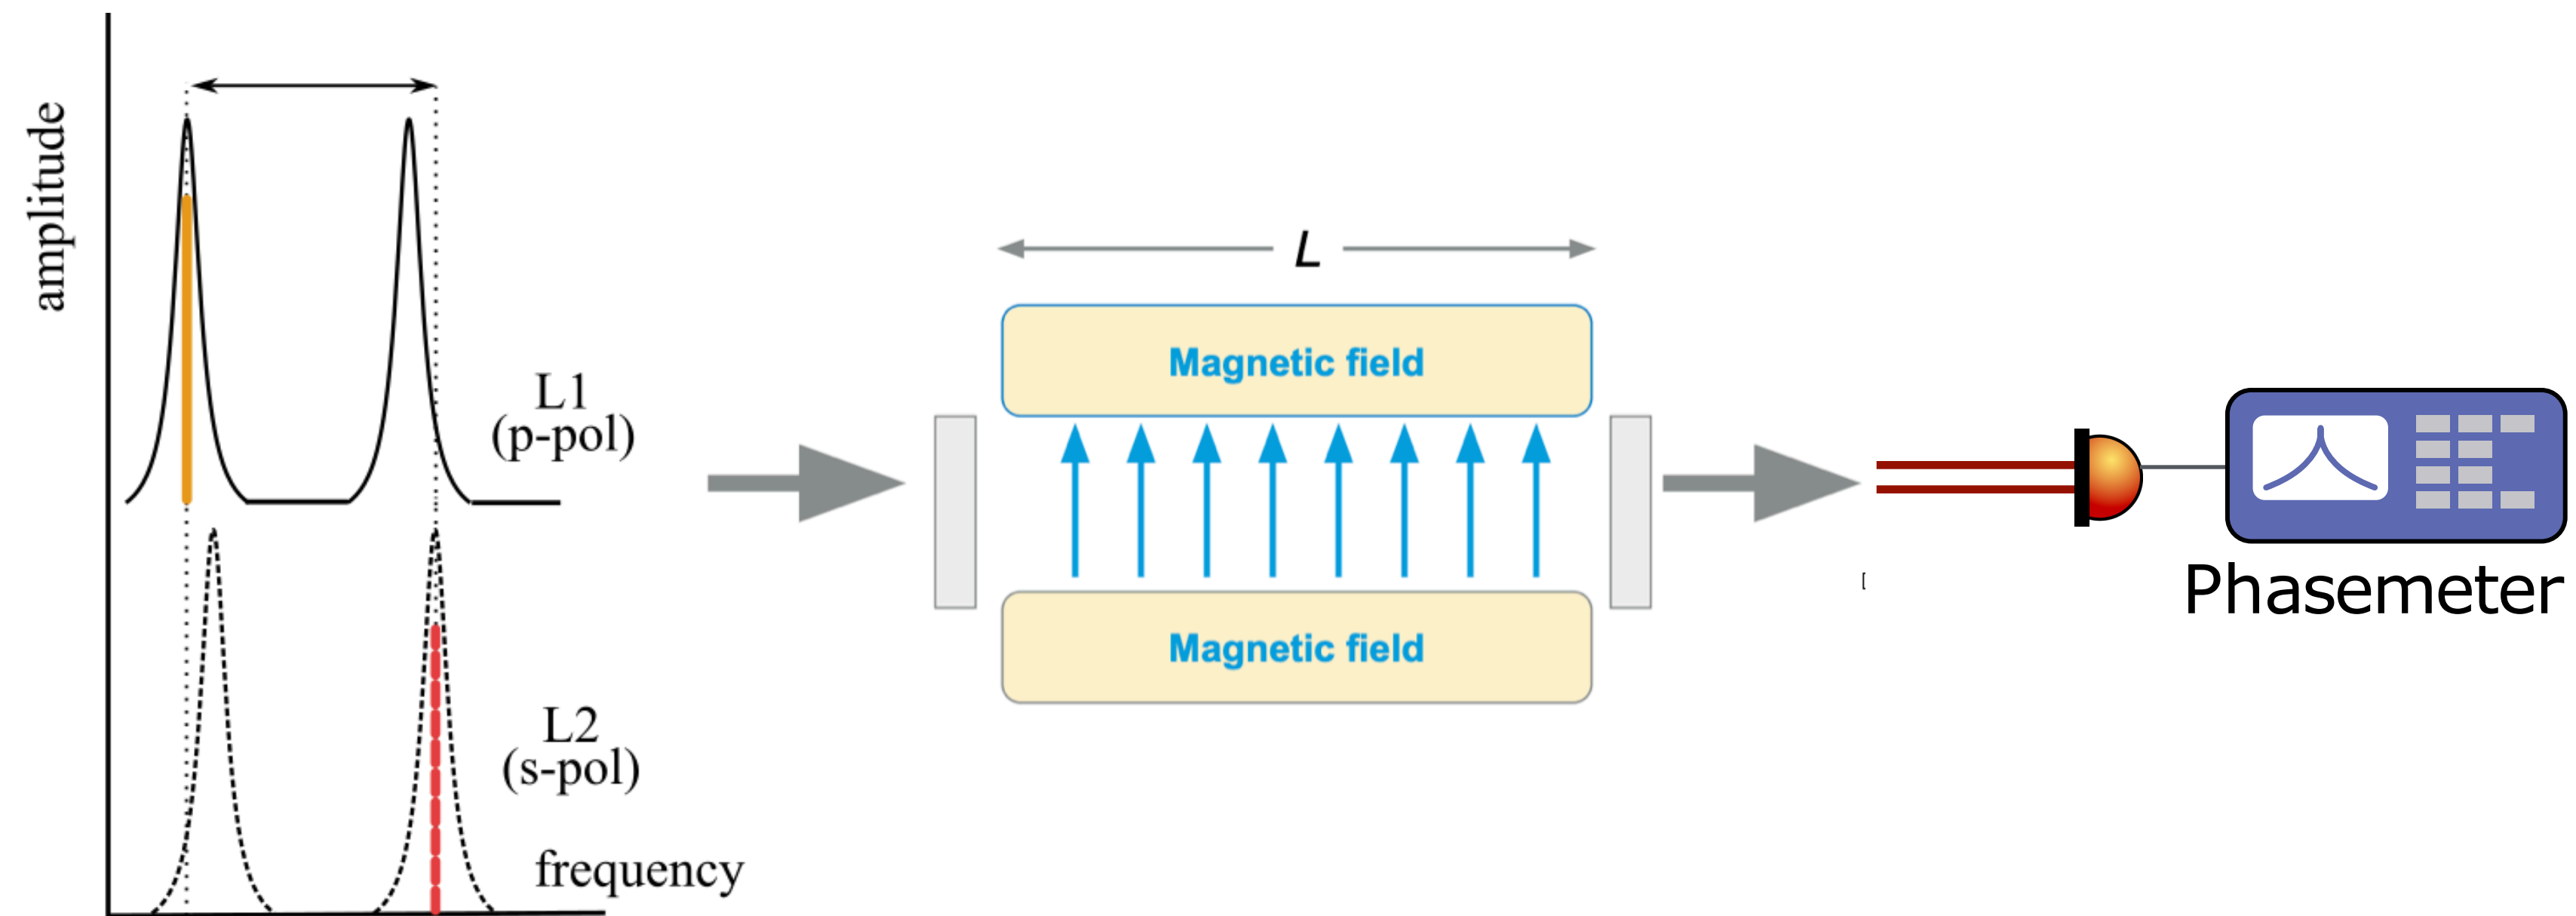 amplitude
L1
(p-pol)
L2
(s-pol)
frequency
L
Magnetic field
Magnetic field
[
Phasemeter